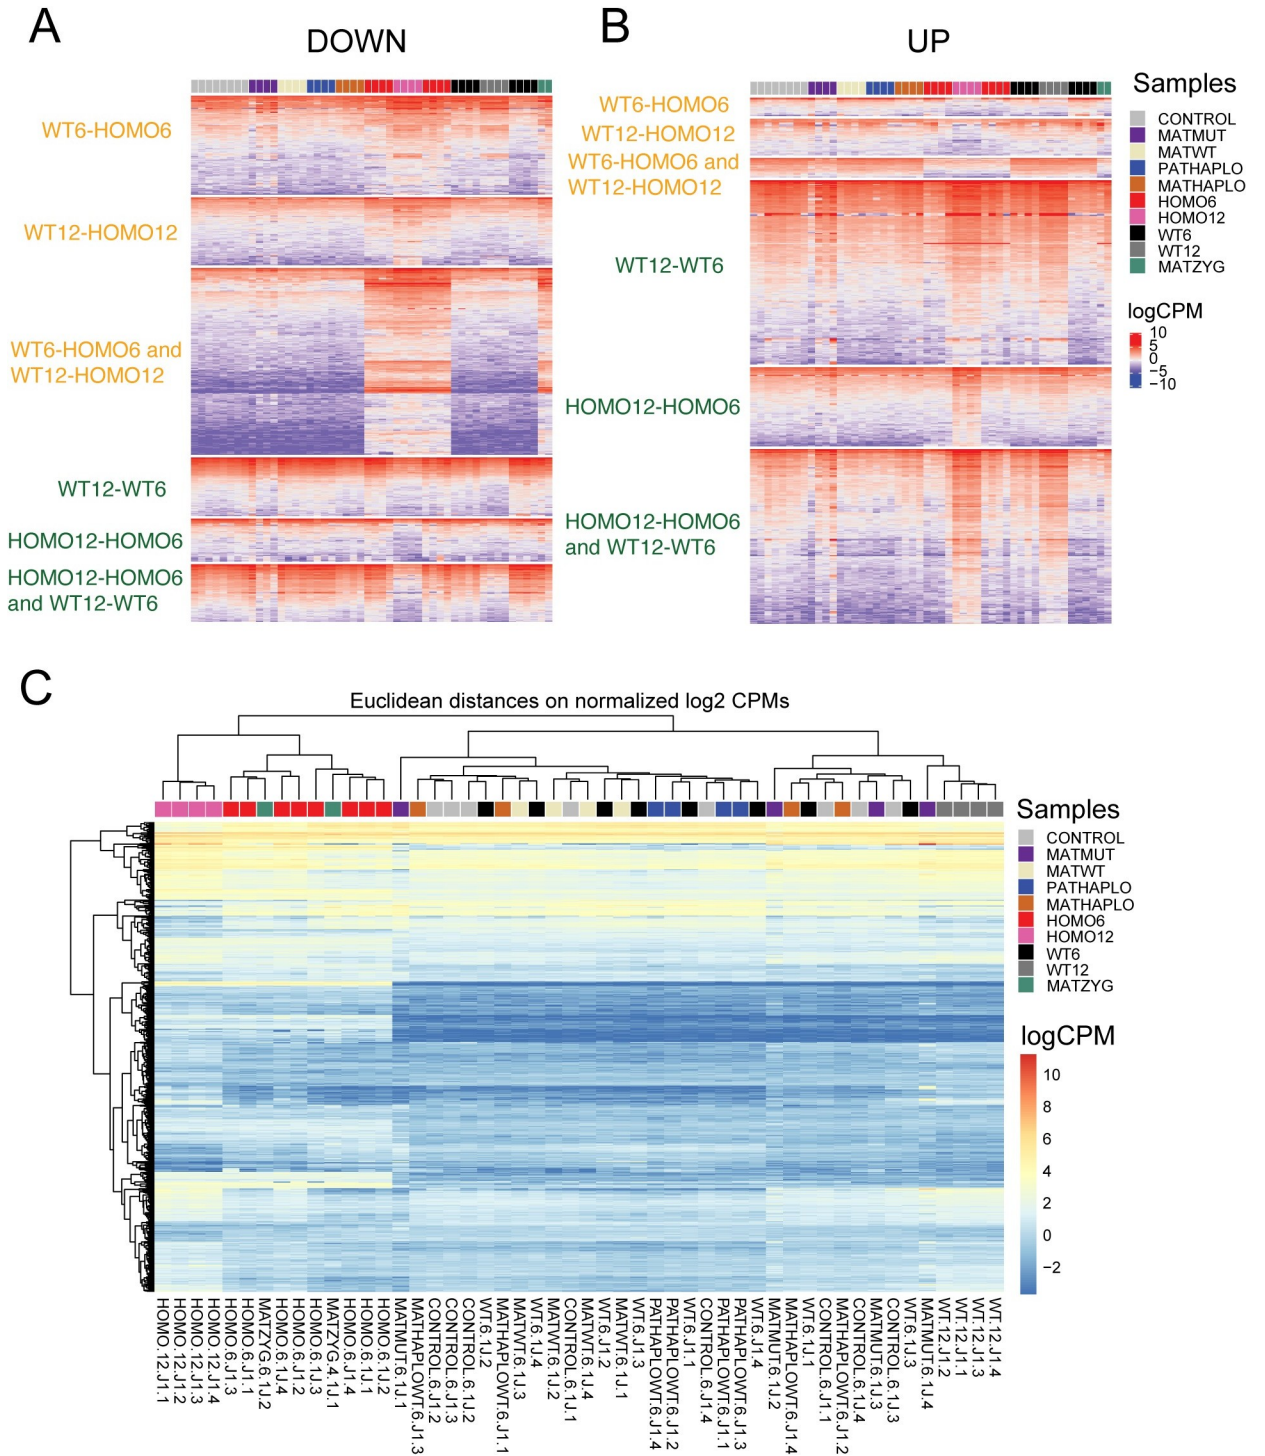 A
DOWN
WT6-HOMO6
WT12-HOMO12
WT6-HOMO6 and
WT12-HOMO12
WT12-WT6
HOMO12-HOMO6
HOMO12-HOMO6
and WT12-WT6
B
UP
WT6-HOMO6
WT12-HOMO12
WT6-HOMO6 and
WT12-HOMO12
WT12-WT6
HOMO12-HOMO6
HOMO12-HOMO6
and WT12-WT6
Samples
CONTROL
MATMUT
MATWT
PATHAPLO
MATHAPLO
HOMO6
HOMO12
WT6
WT12
MATZYG
logCPM
10
5
0
−5
−10
C
Euclidean distances on normalized log2 CPMs
Samples
CONTROL
MATMUT
MATWT
PATHAPLO
MATHAPLO
HOMO6
HOMO12
WT6
WT12
MATZYG
logCPM
10
8
6
4
2
0
−2
HOMO.12.J1.1
HOMO.12.J1.2
HOMO.12.J1.3
HOMO.12.J1.4
HOMO.6.J1.3
HOMO.6.J1.1
MATZYG.6.1J.2
HOMO.6.1J.4
HOMO.6.J1.2
HOMO.6.1J.3
MATZYG.4.1J.1
HOMO.6.J1.4
HOMO.6.1J.1
HOMO.6.1J.2
MATMUT.6.1J.1
MATHAPLOWT.6.J1.3
CONTROL.6.J1.2
CONTROL.6.J1.3
CONTROL.6.1J.2
WT.6.1J.2
MATHAPLOWT.6.J1.1
MATWT.6.1J.3
WT.6.1J.4
MATWT.6.1J.2
CONTROL.6.1J.1
MATWT.6.1J.4
WT.6.J1.2
MATWT.6.1J.1
WT.6.J1.3
PATHAPLOWT.6.J1.4
PATHAPLOWT.6.J1.2
WT.6.J1.1
CONTROL.6.J1.4
PATHAPLOWT.6.J1.1
PATHAPLOWT.6.J1.3
WT.6.J1.4
MATMUT.6.1J.2
MATHAPLOWT.6.J1.4
WT.6.1J.1
CONTROL.6.J1.1
MATHAPLOWT.6.J1.2
CONTROL.6.1J.4
MATMUT.6.1J.3
CONTROL.6.1J.3
WT.6.1J.3
MATMUT.6.1J.4
WT.12.J1.2
WT.12.J1.1
WT.12.J1.3
WT.12.J1.4